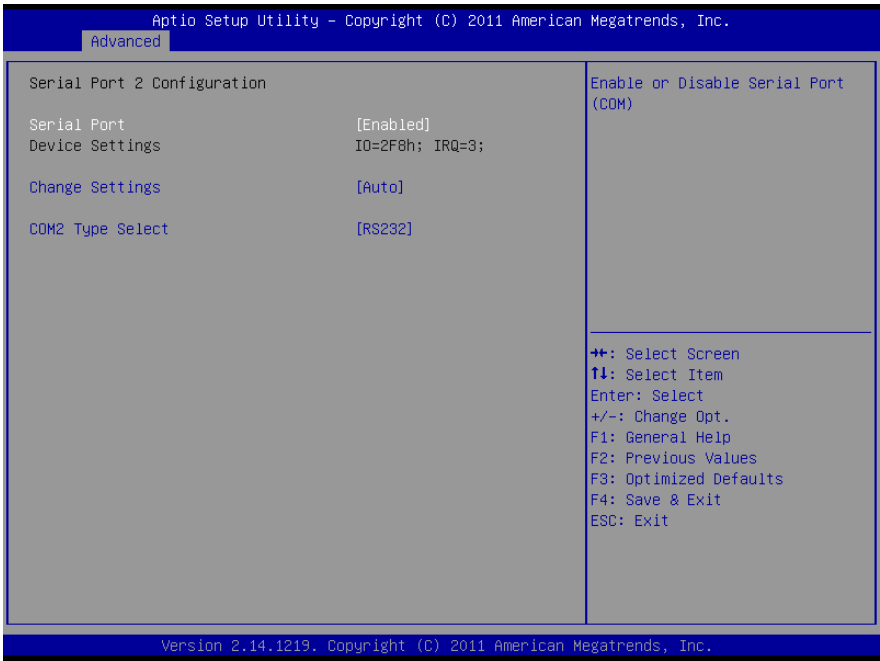 Aptio Setup Utility – Copyright (C) 2011 American Megatrends, Inc.
Advanced
Serial Port 2 Configuration
Serial Port [Enabled]
Device Settings IO=2F8h; IRQ=3;
Change Settings [Auto]
COM2 Type Select [RS232]
Enable or Disable Serial Port
(COM)
→←: Select Screen
↑↓: Select Item
Enter: Select
+/-: Change Opt.
F1: General Help
F2: Previous Values
F3: Optimized Defaults
F4: Save & Exit
ESC: Exit
Version 2.14.1219. Copyright (C) 2011 American Megatrends, Inc.